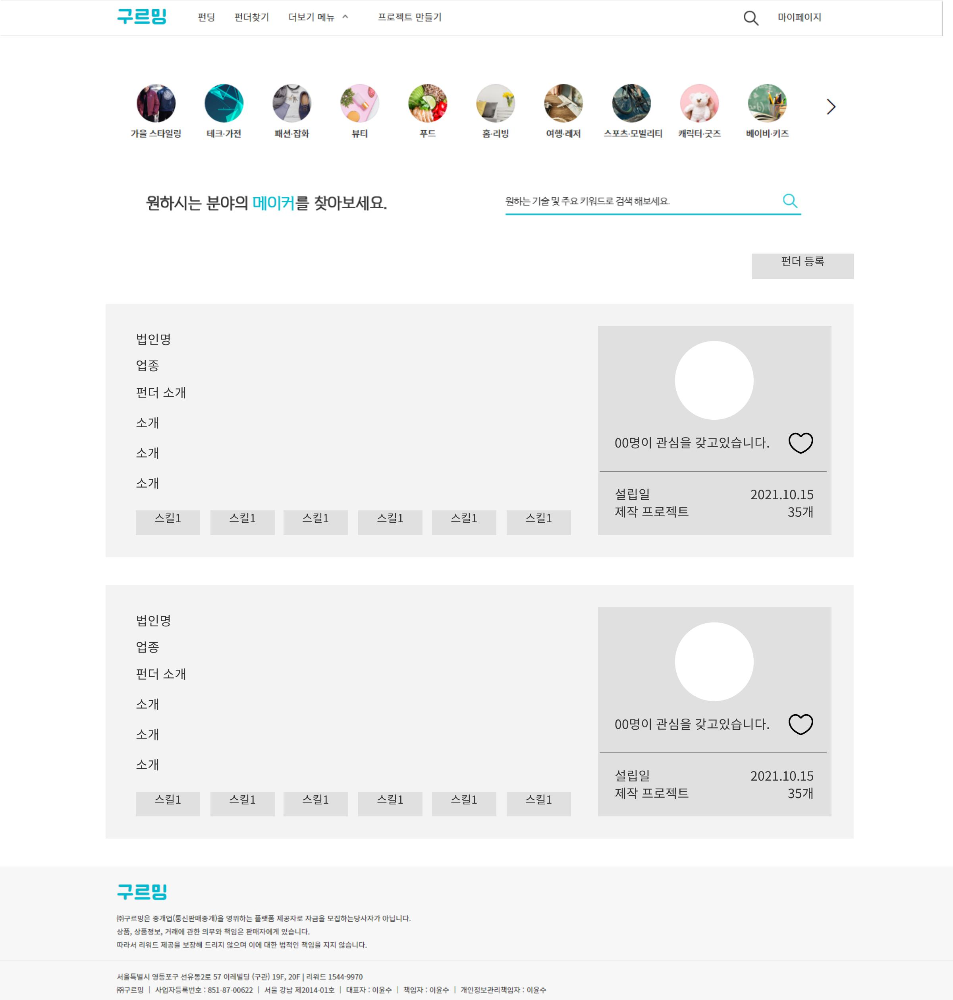 구르밍 펀딩 펀더찾기 더보기 메뉴 프로젝트 만들기 마이페이지
가을 스타일링 테크·가전 패션·잡화 뷰티 푸드 홈·리빙 여행·레저 스포츠·모빌리티 캐릭터·굿즈 베이비·키즈
원하시는 분야의 메이커를 찾아보세요.
원하는 기술 및 주요 키워드로 검색 해보세요.
펀더 등록
법인명
업종
펀더 소개
소개
소개
소개
스킬1 스킬1 스킬1 스킬1 스킬1 스킬1
00명이 관심을 갖고있습니다.
설립일 2021.10.15
제작 프로젝트 35개
법인명
업종
펀더 소개
소개
소개
소개
스킬1 스킬1 스킬1 스킬1 스킬1 스킬1
00명이 관심을 갖고있습니다.
설립일 2021.10.15
제작 프로젝트 35개
구르밍
㈜구르밍은 중개업(통신판매중개)을 영위하는 플랫폼 제공자로 자금을 모집하는당사자가 아닙니다.
상품, 상품정보, 거래에 관한 의무와 책임은 판매자에게 있습니다.
따라서 리워드 제공을 보장해 드리지 않으며 이에 대한 법적인 책임을 지지 않습니다.
서울특벌시 영등포구 선유동2로 57 이레빌딩 (구관) 19F, 20F | 리워드 1544-9970
㈜구르밍 | 사업자등록번호 : 851-87-00622 | 서울 강남 제2014-01호 | 대표자 : 이윤수 | 책임자 : 이윤수 | 개인정보관리책임자 : 이윤수